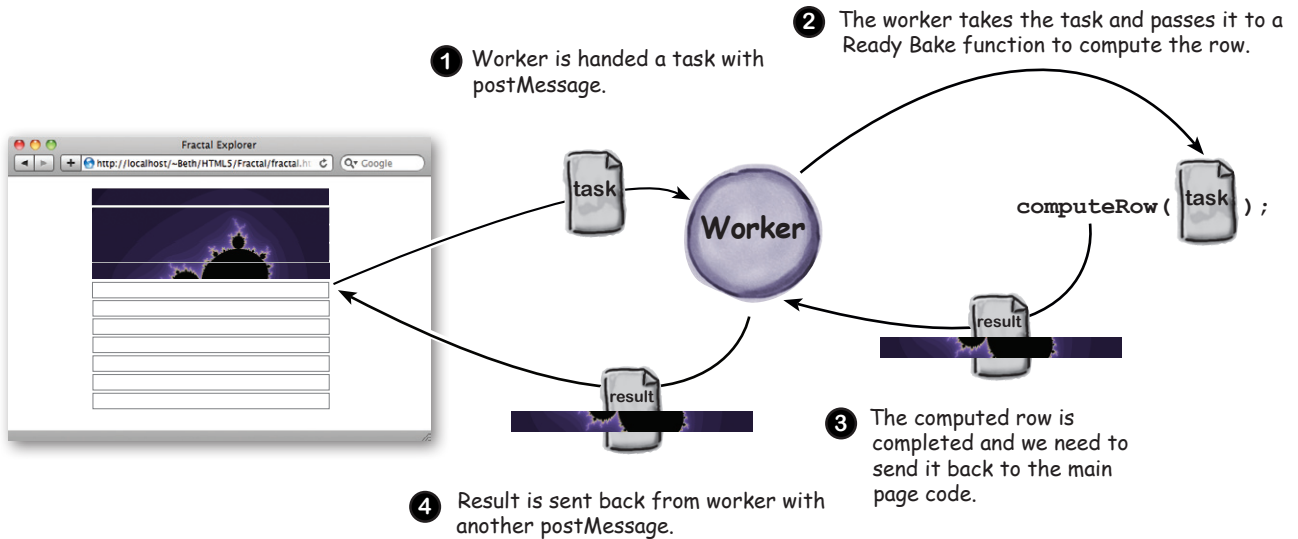 1 Worker is handed a task with
postMessage.
2 The worker takes the task and passes it to a
Ready Bake function to compute the row.
Fractal Explorer
http://localhost/~Beth/HTML5/Fractal/fractal.ht
Google
task
Worker
computeRow( task );
result
result
3 The computed row is
completed and we need to
send it back to the main
page code.
4 Result is sent back from worker with
another postMessage.